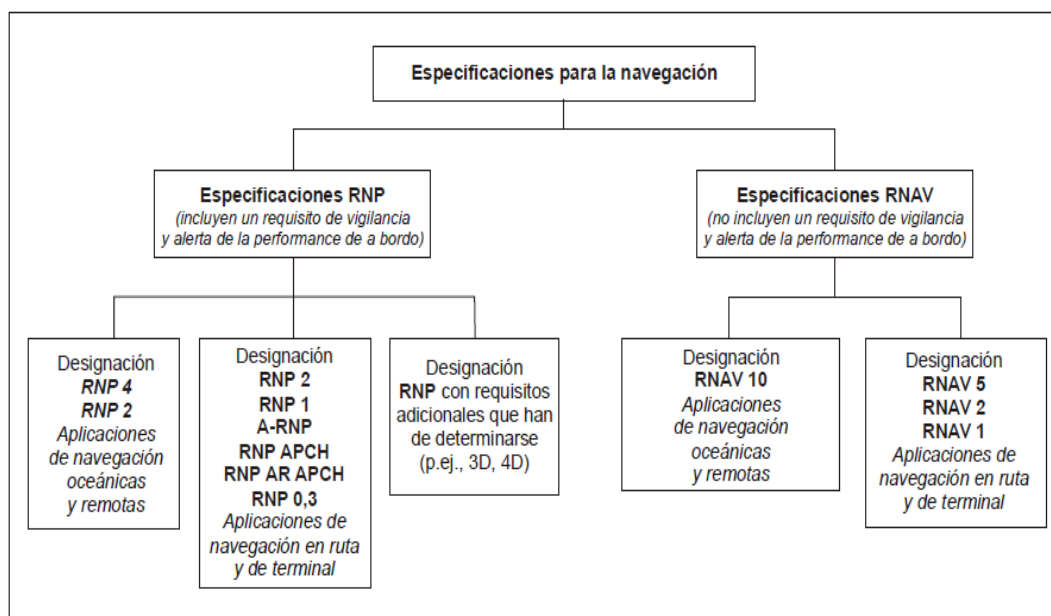 Especificaciones para la navegación
Especificaciones RNP
(incluyen un requisito de vigilancia
y alerta de la performance de a bordo)
Especificaciones RNAV
(no incluyen un requisito de vigilancia
y alerta de la performance de a bordo)
Designación
RNP 4
RNP 2
Aplicaciones
de navegación
oceánicas
y remotas
Designación
RNP 2
RNP 1
A-RNP
RNP APCH
RNP AR APCH
RNP 0,3
Aplicaciones de
navegación en ruta
y de terminal
Designación
RNP con requisitos
adicionales que han
de determinarse
(p.ej., 3D, 4D)
Designación
RNAV 10
Aplicaciones
de navegación
oceánicas
y remotas
Designación
RNAV 5
RNAV 2
RNAV 1
Aplicaciones de
navegación en ruta
y de terminal